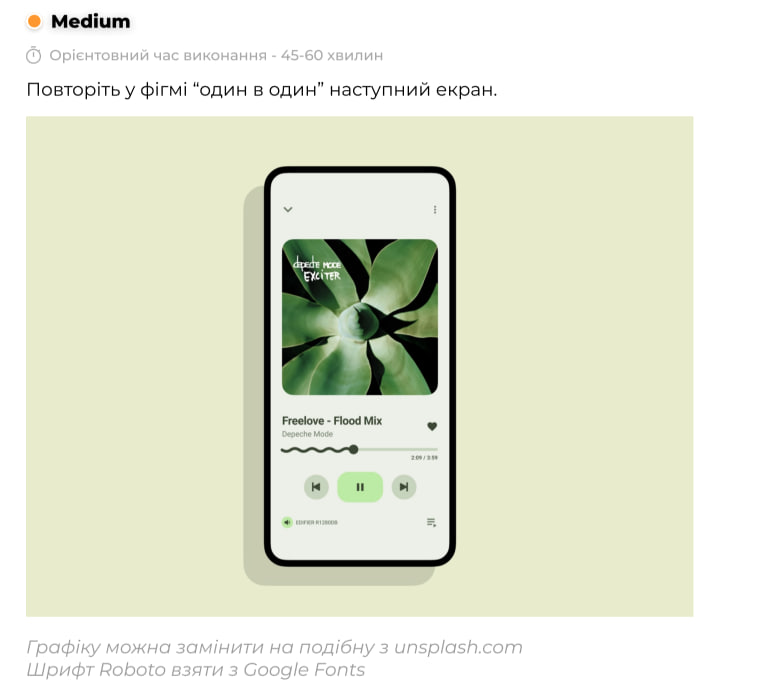 Medium
Орієнтовний час виконання - 45-60 хвилин
Повторіть у фігмі “один в один” наступний екран.
depeche MODE
EXCITER
Freelove - Flood Mix
Depeche Mode
2:09 / 3:59
EDIFIER R1280DB
Графіку можна замінити на подібну з unsplash.com
Шрифт Roboto взяти з Google Fonts